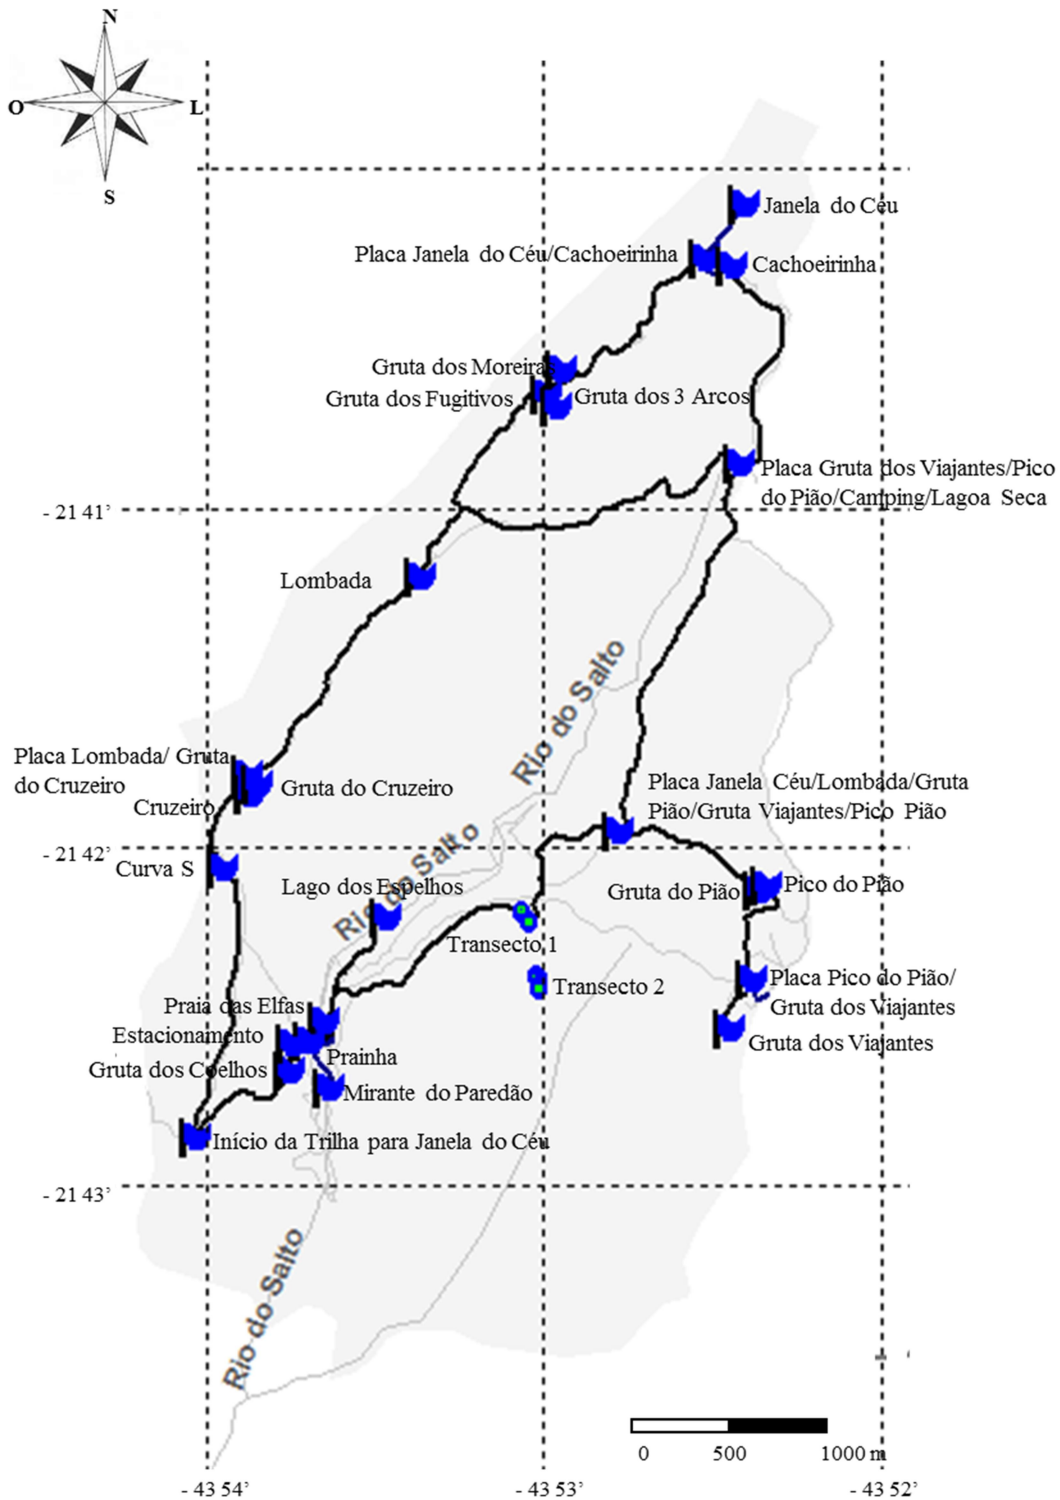 N
O
L
S
Janela do Céu
Placa Janela do Céu/Cachoeirinha
Cachoeirinha
Gruta dos Moreiras
Gruta dos Fugitivos
Gruta dos 3 Arcos
Placa Gruta dos Viajantes/Pico
do Pião/Camping/Lagoa Seca
- 21 41’
Lombada
Rio do Salto
Placa Lombada/ Gruta
do Cruzeiro
Gruta do Cruzeiro
Cruzeiro
Placa Janela Céu/Lombada/Gruta
Pião/Gruta Viajantes/Pico Pião
- 21 42’
Curva S
Rio do Salto
Lago dos Espelhos
Gruta do Pião
Pico do Pião
Transecto 1
Transecto 2
Placa Pico do Pião/
Gruta dos Viajantes
Praia das Elfas
Estacionamento
Gruta dos Viajantes
Prainha
Gruta dos Coelhos
Mirante do Paredão
Início da Trilha para Janela do Céu
- 21 43’
Rio do Salto
0 500 1000 m
- 43 54’
- 43 53’
- 43 52’